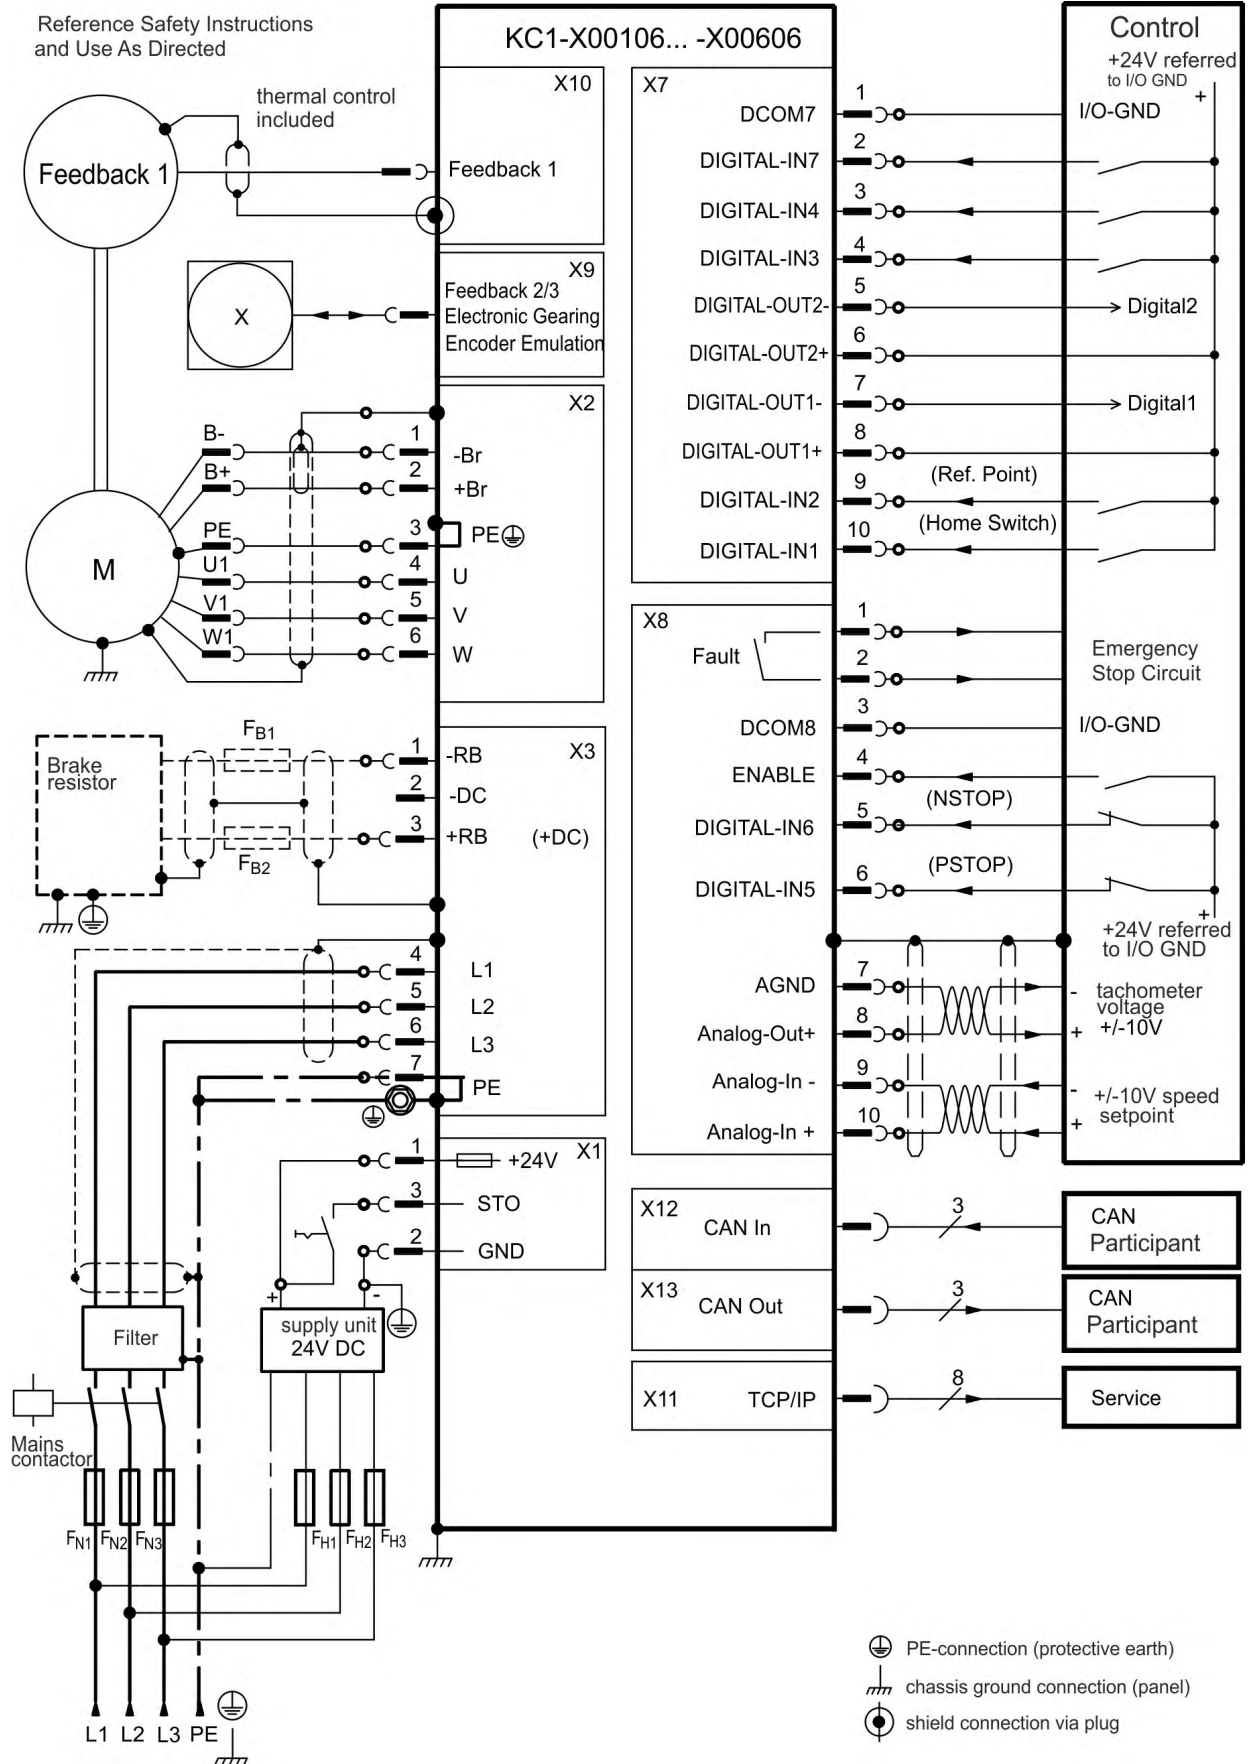 Reference Safety Instructions
and Use As Directed
KC1-X00106... -X00606
Control
+24V referred
to I/O GND
+
X10
thermal control
included
Feedback 1
Feedback 1
X9
X
Feedback 2/3
Electronic Gearing
Encoder Emulation
X2
B-
1
-Br
B+
2
+Br
PE
3
PE
M
U1
4
U
V1
5
V
W1
6
W
X3
Brake
resistor
FB1
1
-RB
2
-DC
3
+RB
(+DC)
FB2
4
L1
5
L2
6
L3
7
PE
X1
1
+24V
3
STO
2
GND
+
-
supply unit
24V DC
Filter
Mains
contactor
FN1
FN2
FN3
FH1
FH2
FH3
L1
L2
L3
PE
X7
DCOM7
1
I/O-GND
DIGITAL-IN7
2
DIGITAL-IN4
3
DIGITAL-IN3
4
DIGITAL-OUT2-
5
Digital2
DIGITAL-OUT2+
6
DIGITAL-OUT1-
7
Digital1
DIGITAL-OUT1+
8
(Ref. Point)
DIGITAL-IN2
9
(Home Switch)
DIGITAL-IN1
10
X8
Fault
1
2
Emergency
Stop Circuit
DCOM8
3
I/O-GND
ENABLE
4
(NSTOP)
DIGITAL-IN6
5
(PSTOP)
DIGITAL-IN5
6
+
+24V referred
to I/O GND
AGND
7
-
tachometer
voltage
Analog-Out+
8
+
+/-10V
Analog-In -
9
-
+/-10V speed
setpoint
Analog-In +
10
+
X12
CAN In
3
CAN
Participant
X13
CAN Out
3
CAN
Participant
X11
TCP/IP
8
Service
PE-connection (protective earth)
chassis ground connection (panel)
shield connection via plug